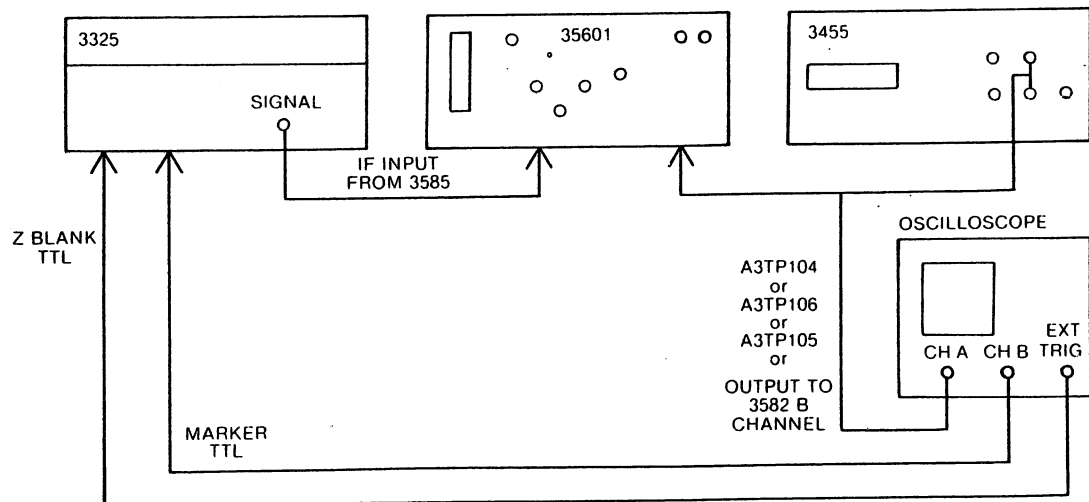 3325
SIGNAL
35601
3455
IF INPUT
FROM 3585
Z BLANK
TTL
OSCILLOSCOPE
A3TP104
or
A3TP106
or
A3TP105
or
OUTPUT TO
3582 B
CHANNEL
CH A
CH B
EXT
TRIG
MARKER
TTL